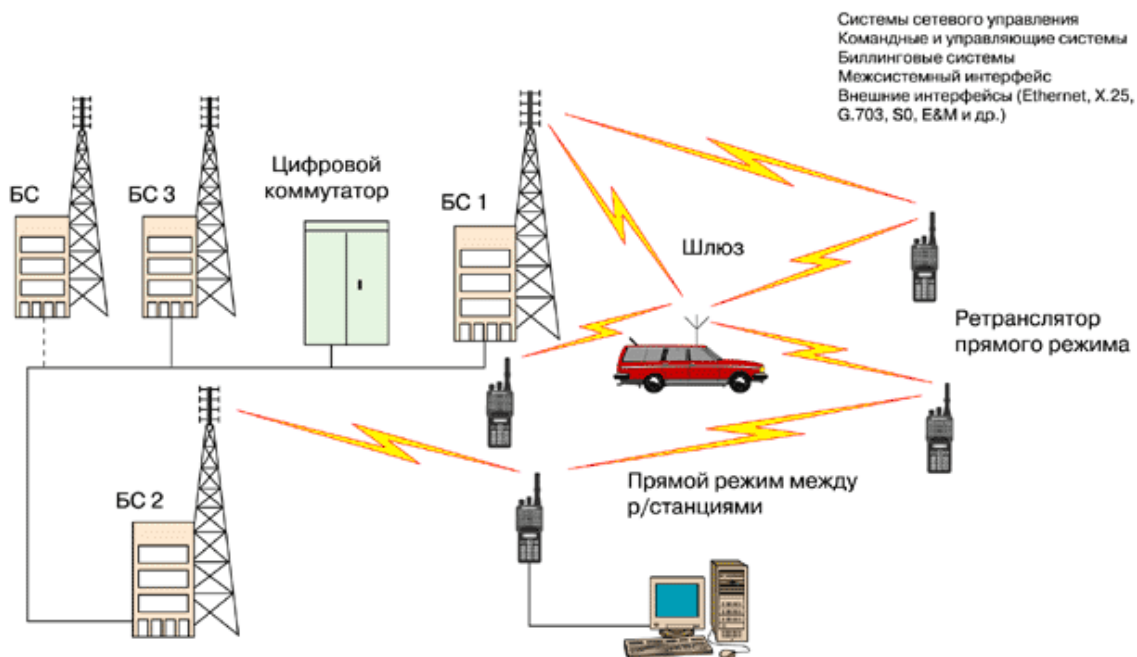 Системы сетевого управления
Командные и управляющие системы
Биллинговые системы
Межсистемный интерфейс
Внешние интерфейсы (Ethernet, X.25,
G.703, S0, E&M и др.)
БС
БС 3
Цифровой
коммутатор
БС 1
Шлюз
Ретранслятор
прямого режима
БС 2
Прямой режим между
р/станциями